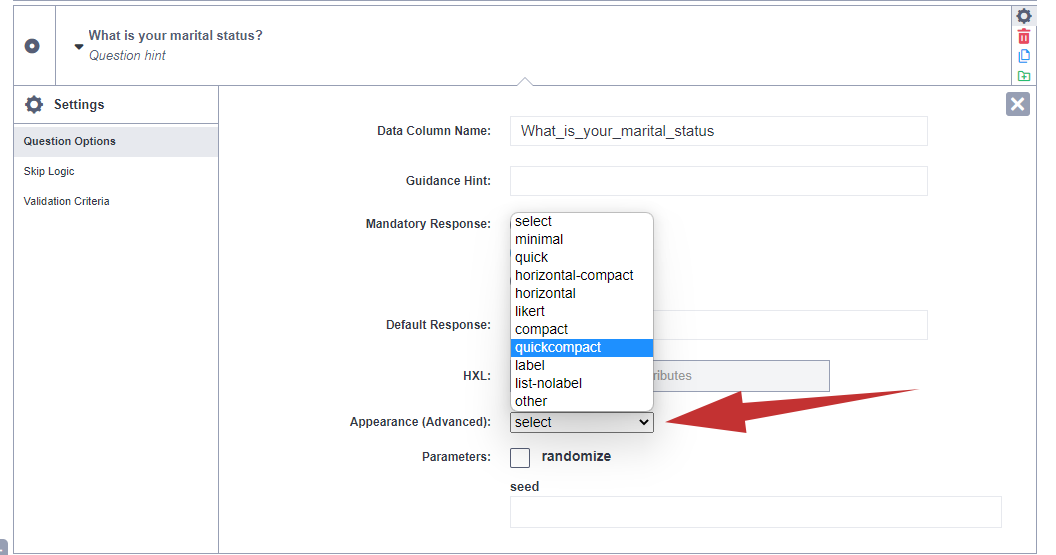 What is your marital status?
Question hint
Settings
Question Options
Skip Logic
Validation Criteria
Data Column Name:
What_is_your_marital_status
Guidance Hint:
Mandatory Response:
select
minimal
quick
horizontal-compact
horizontal
likert
compact
quickcompact
label
list-nolabel
other
Default Response:
HXL:
Appearance (Advanced):
select
Parameters:
randomize
seed